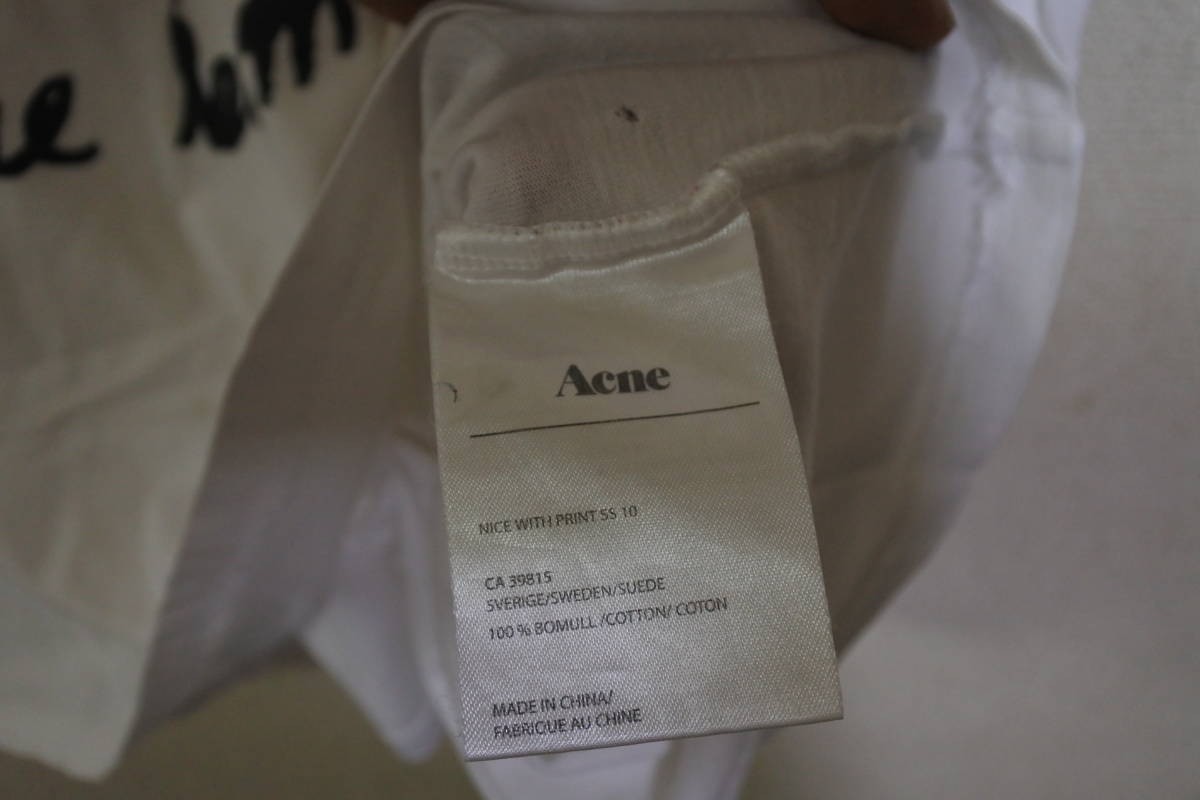 Acne
NICE WITH PRINT SS 10
CA 39815
SVERIGE/SWEDEN/SUEDE
100 % BOMULL /COTTON/ COTON
MADE IN CHINA/
FABRIQUE AU CHINE